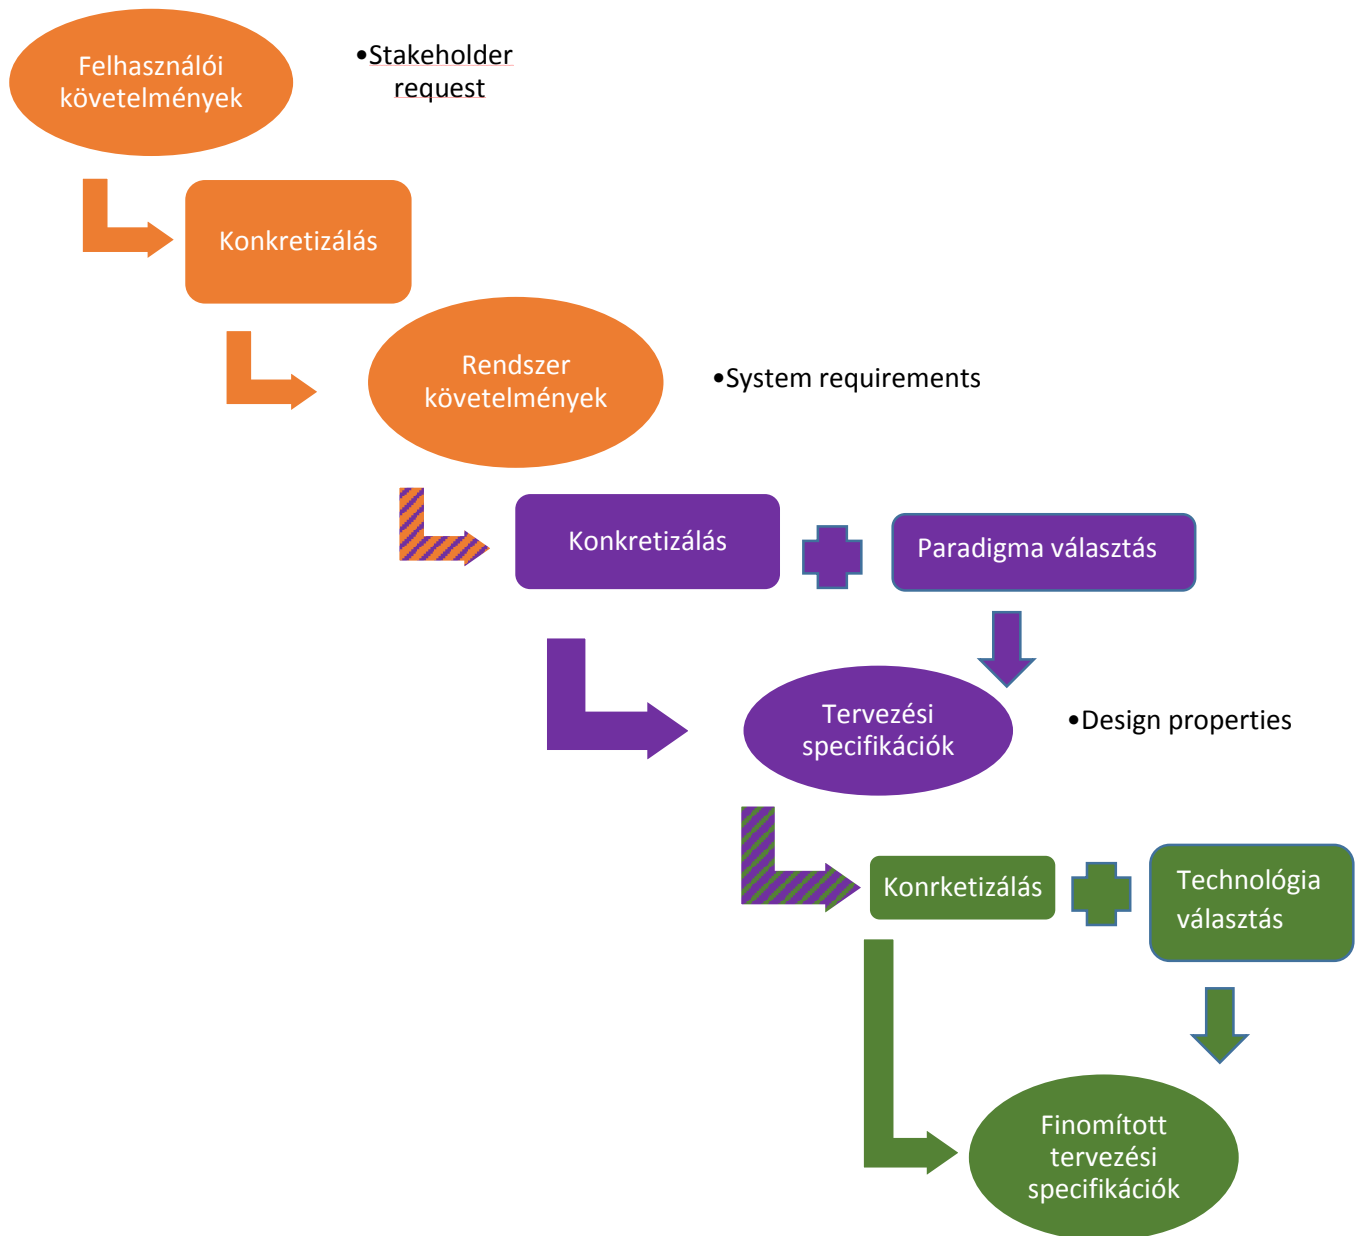 Felhasználói
követelmények
•Stakeholder
request
Konkretizálás
Rendszer
követelmények
•System requirements
Konkretizálás
Paradigma választás
Tervezési
specifikációk
•Design properties
Konrketizálás
Technológia
választás
Finomított
tervezési
specifikációk